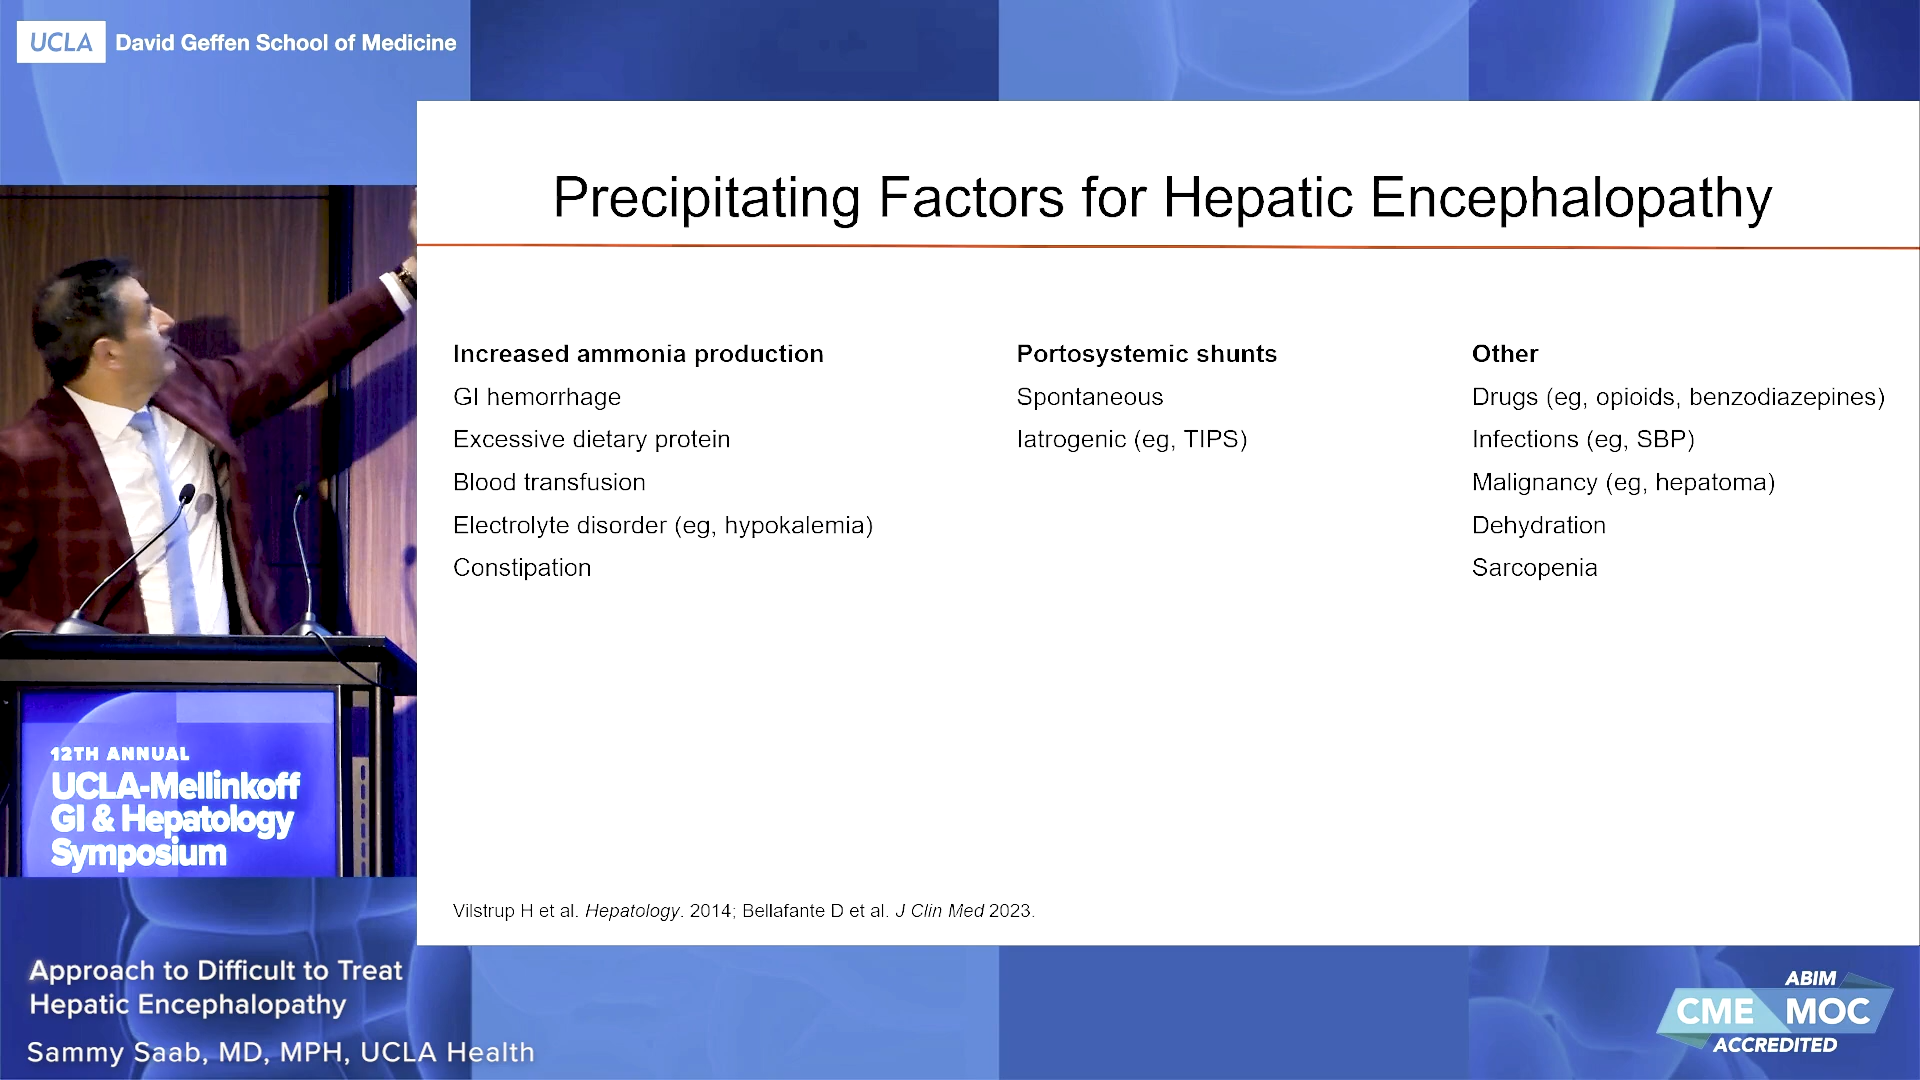 UCLA David Geffen School of Medicine
Precipitating Factors for Hepatic Encephalopathy
Increased ammonia production
GI hemorrhage
Excessive dietary protein
Blood transfusion
Electrolyte disorder (eg, hypokalemia)
Constipation
Portosystemic shunts
Spontaneous
Iatrogenic (eg, TIPS)
Other
Drugs (eg, opioids, benzodiazepines)
Infections (eg, SBP)
Malignancy (eg, hepatoma)
Dehydration
Sarcopenia
Vilstrup H et al. Hepatology. 2014; Bellafante D et al. J Clin Med 2023.
12TH ANNUAL
UCLA-Mellinkoff
GI & Hepatology
Symposium
Approach to Difficult to Treat
Hepatic Encephalopathy
Sammy Saab, MD, MPH, UCLA Health
ABIM
CME MOC
ACCREDITED